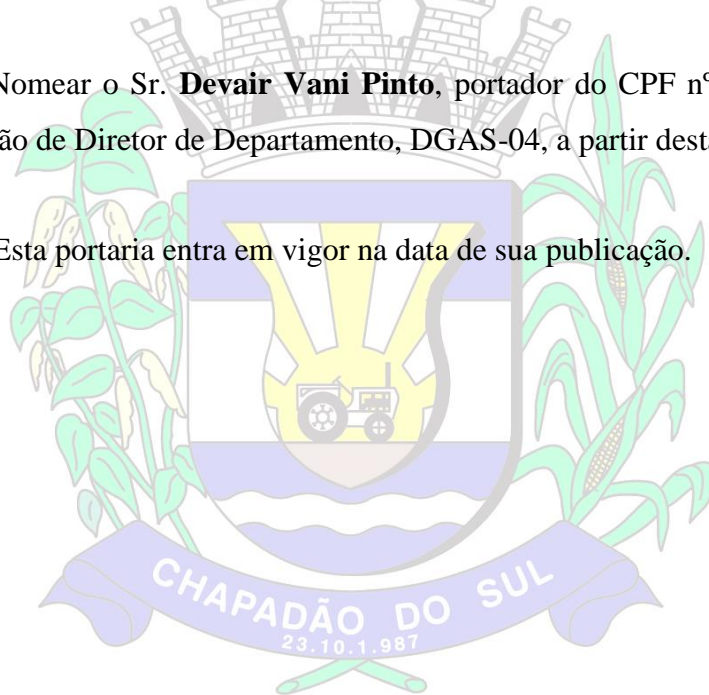 Nomear o Sr. Devair Vani Pinto, portador do CPF nº
ão de Diretor de Departamento, DGAS-04, a partir dest
Esta portaria entra em vigor na data de sua publicação.
CHAPADÃO DO SUL
23.10.1.987